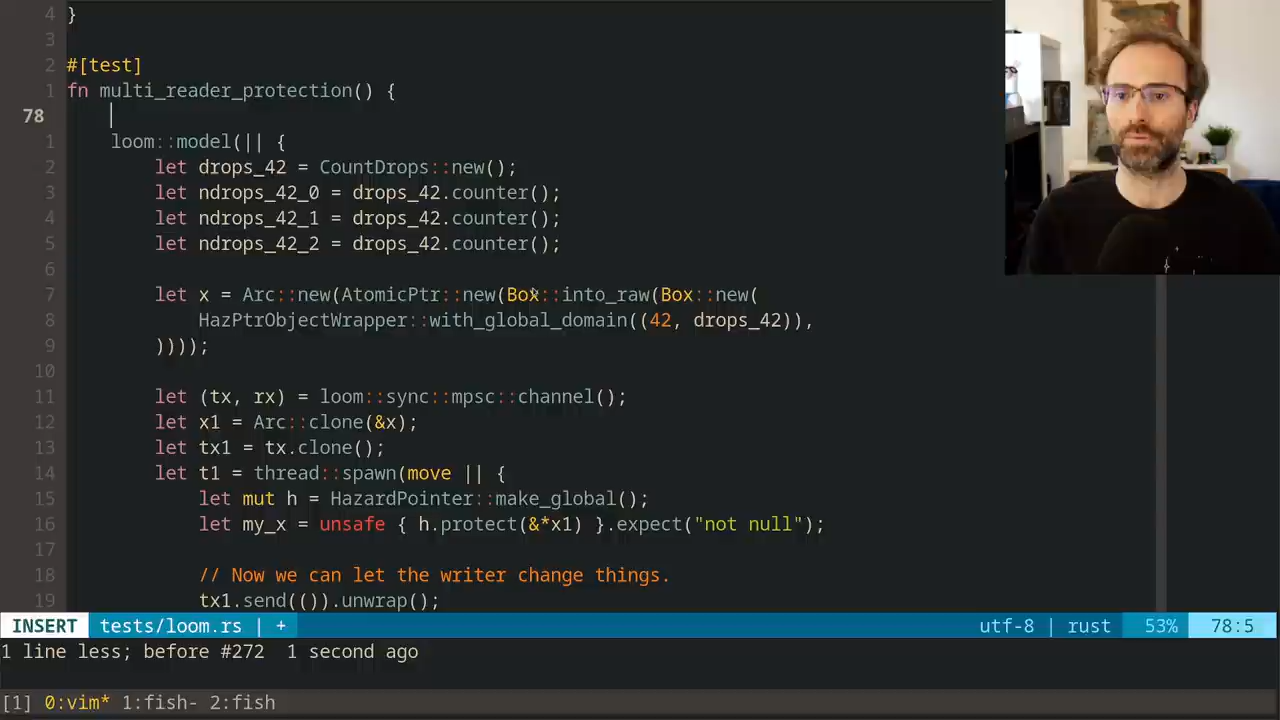 4 }
3
2 #[test]
1 fn multi_reader_protection() {
78
1 loom::model(|| {
2 let drops_42 = CountDrops::new();
3 let ndrops_42_0 = drops_42.counter();
4 let ndrops_42_1 = drops_42.counter();
5 let ndrops_42_2 = drops_42.counter();
6
7 let x = Arc::new(AtomicPtr::new(Box::into_raw(Box::new(
8 HazPtrObjectWrapper::with_global_domain((42, drops_42)),
9 ))));
10
11 let (tx, rx) = loom::sync::mpsc::channel();
12 let x1 = Arc::clone(&x);
13 let tx1 = tx.clone();
14 let t1 = thread::spawn(move || {
15 let mut h = HazardPointer::make_global();
16 let my_x = unsafe { h.protect(&*x1) }.expect("not null");
17
18 // Now we can let the writer change things.
19 tx1.send(()).unwrap();
INSERT tests/loom.rs | + utf-8 | rust 53% 78:5
1 line less; before #272 1 second ago
[1] 0:vim* 1:fish- 2:fish